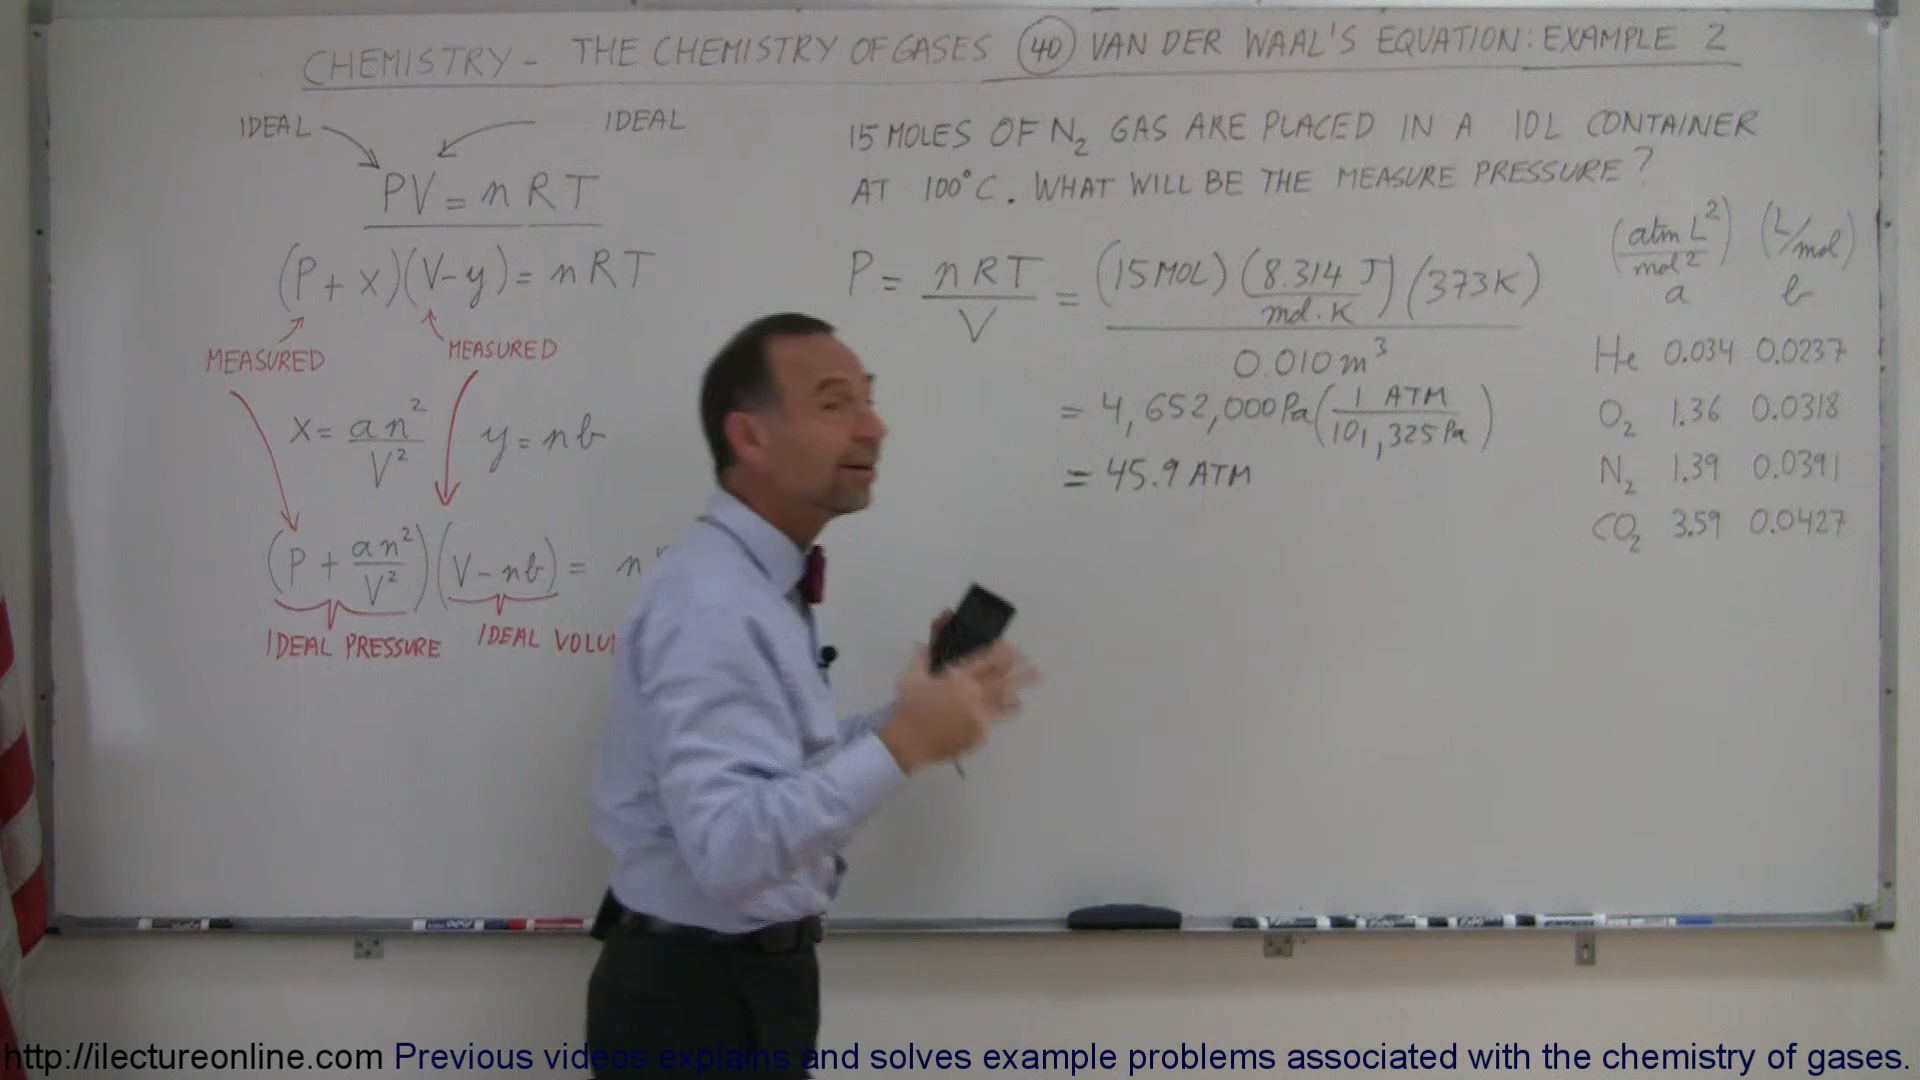 CHEMISTRY - THE CHEMISTRY OF GASES (40) VAN DER WAAL'S EQUATION: EXAMPLE 2
IDEAL IDEAL
PV = nRT
(P + x)(V - y) = nRT
MEASURED MEASURED
x = an²/V² y = nb
(P + an²/V²)(V - nb) = n
IDEAL PRESSURE IDEAL VOLU
15 MOLES OF N₂ GAS ARE PLACED IN A 10L CONTAINER
AT 100°C. WHAT WILL BE THE MEASURE PRESSURE?
P = nRT/V = (15 MOL)(8.314 J/mol·K)(373K)/0.010 m³
= 4,652,000 Pa (1 ATM/101,325 Pa)
= 45.9 ATM
(atm L²/mol²) (L/mol)
a b
He 0.034 0.0237
O₂ 1.36 0.0318
N₂ 1.39 0.0391
CO₂ 3.59 0.0427
http://ilectureonline.com Previous videos explains and solves example problems associated with the chemistry of gases.